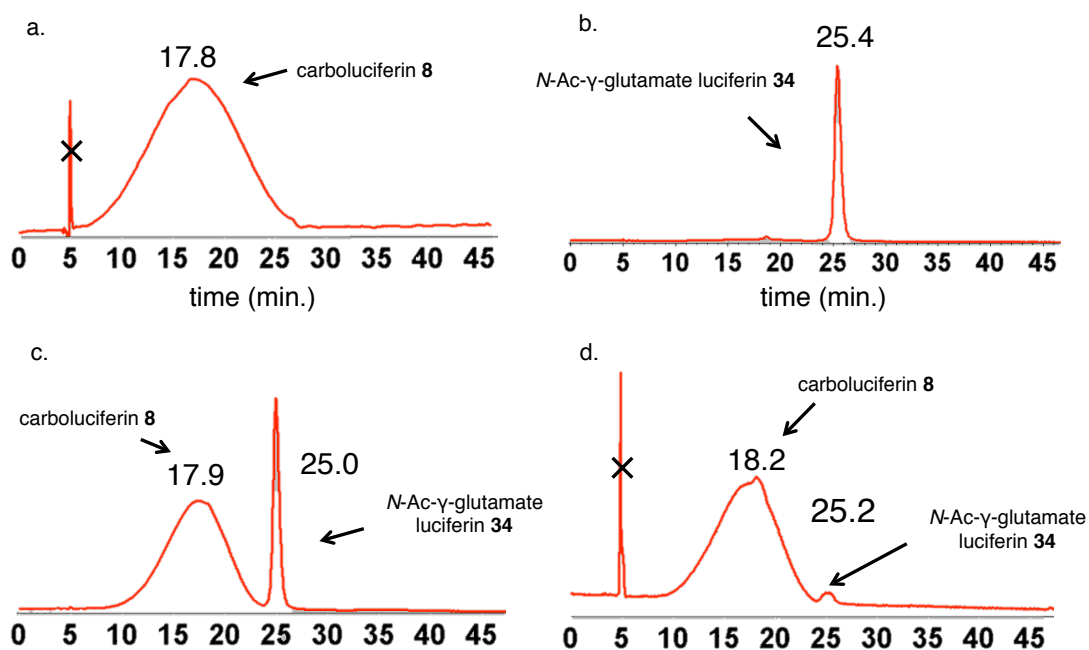 a.
17.8
carboluciferin 8
0 5 10 15 20 25 30 35 40 45
time (min.)
b.
25.4
N-Ac-γ-glutamate luciferin 34
0 5 10 15 20 25 30 35 40 45
time (min.)
c.
carboluciferin 8
17.9
25.0
N-Ac-γ-glutamate
luciferin 34
0 5 10 15 20 25 30 35 40 45
d.
carboluciferin 8
18.2
25.2
N-Ac-γ-glutamate
luciferin 34
0 5 10 15 20 25 30 35 40 45